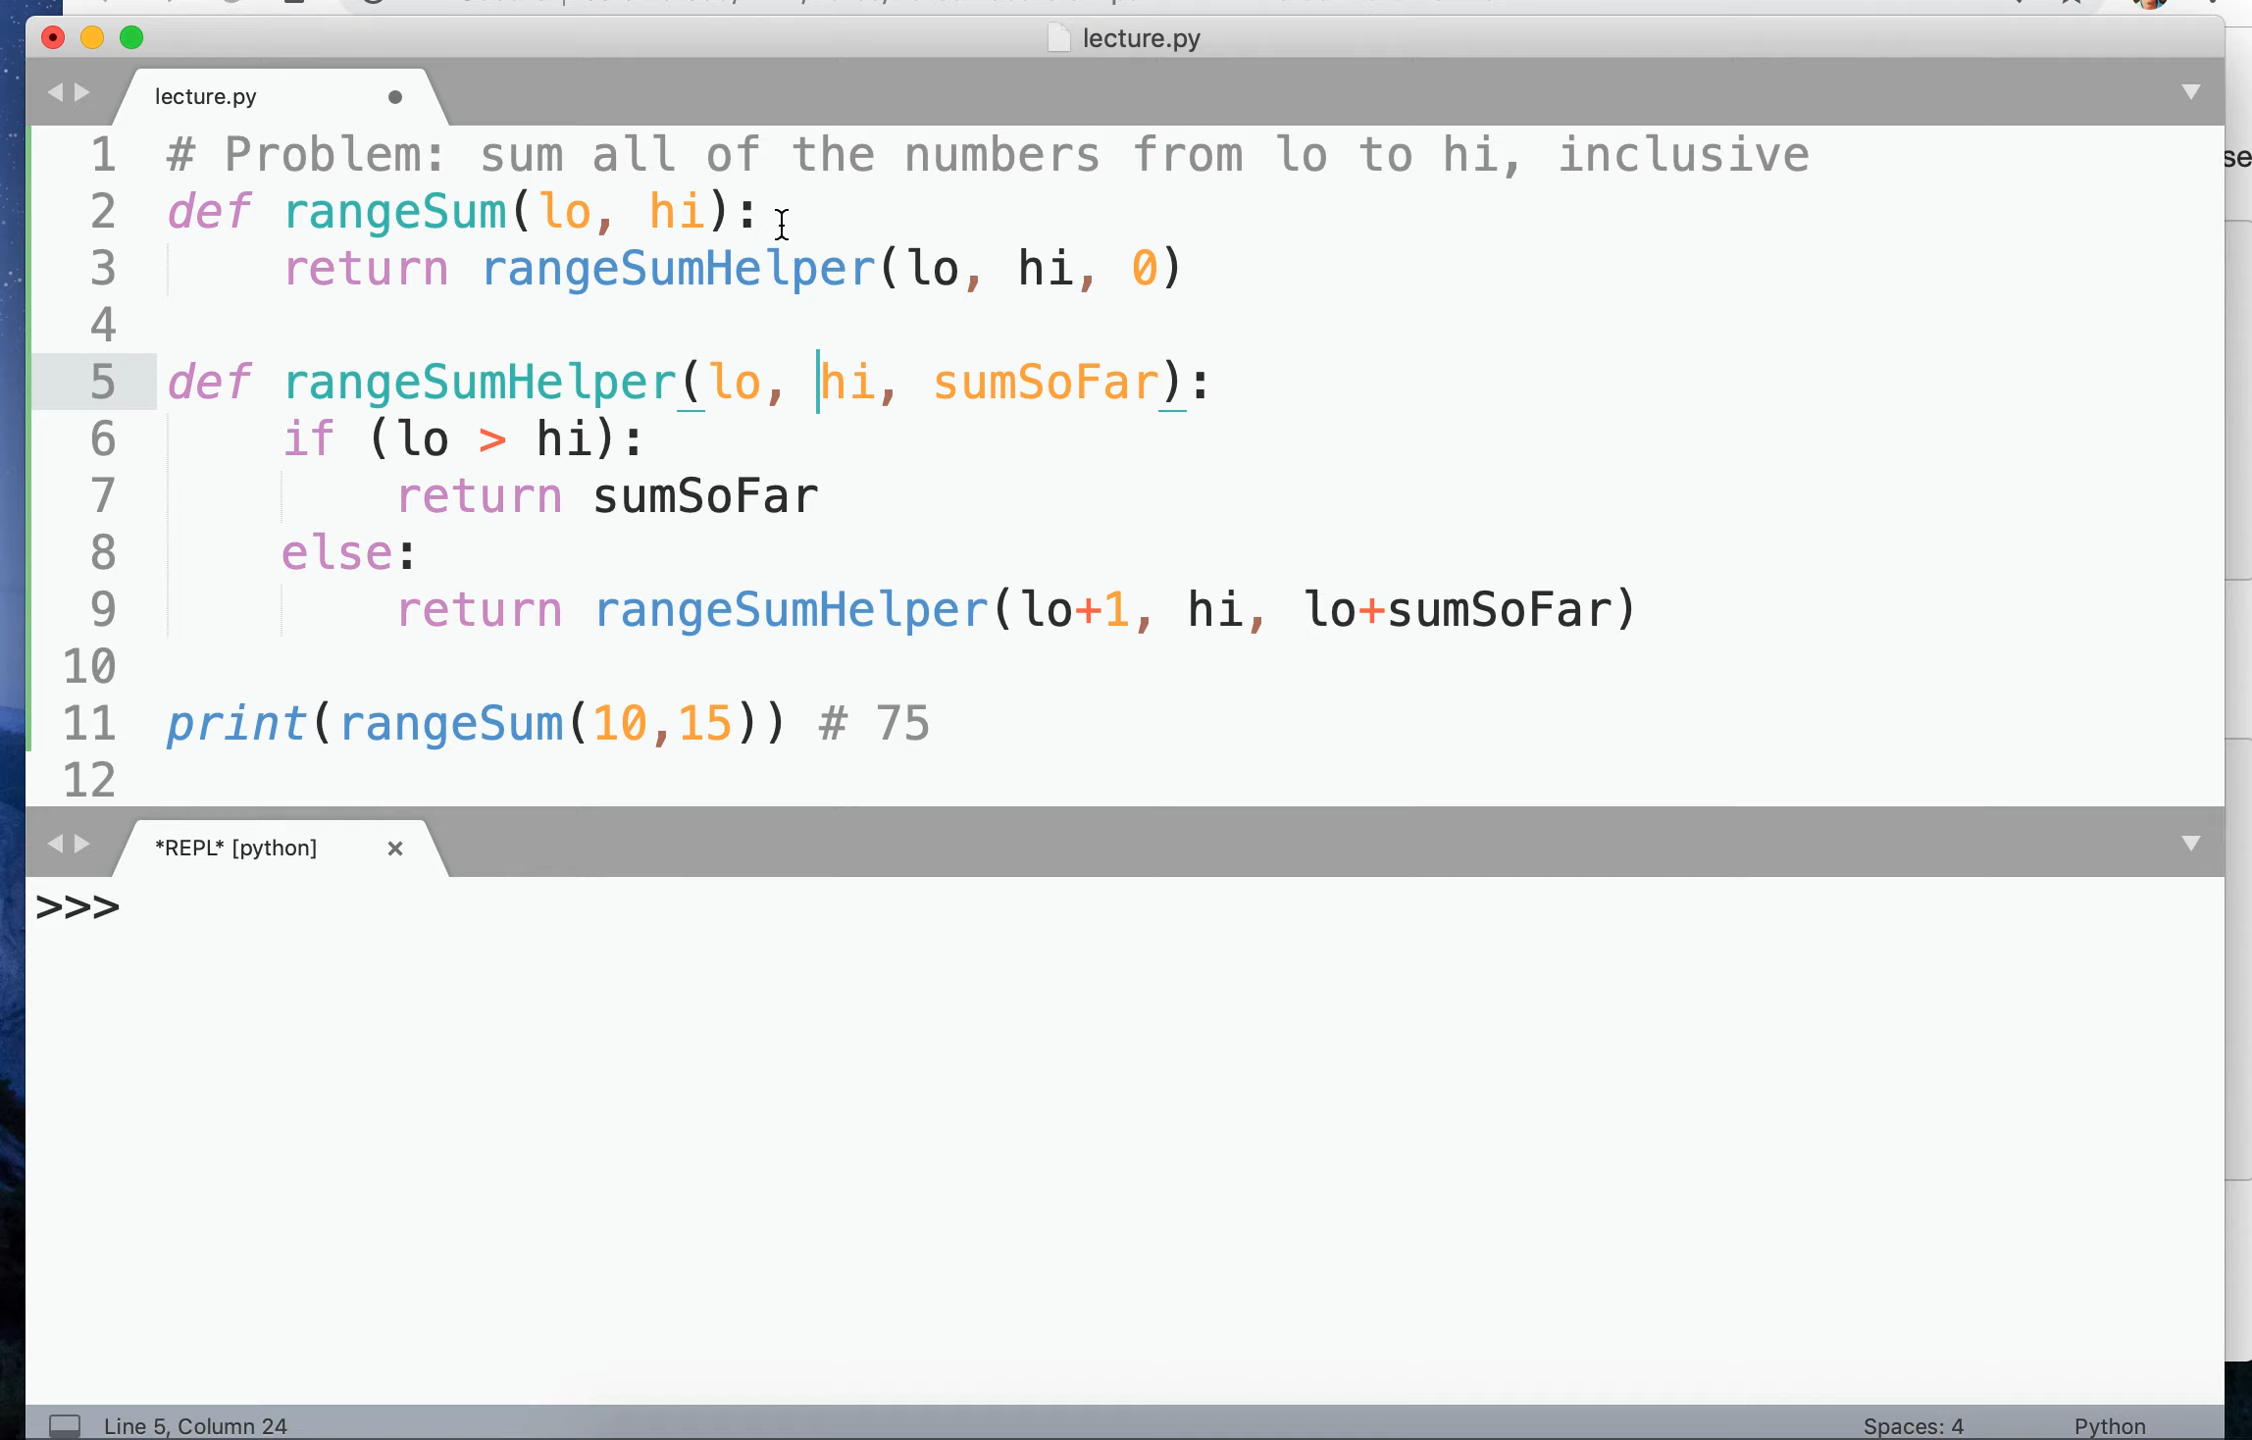 lecture.py
lecture.py
1 # Problem: sum all of the numbers from lo to hi, inclusive
2 def rangeSum(lo, hi):
3     return rangeSumHelper(lo, hi, 0)
4
5 def rangeSumHelper(lo, hi, sumSoFar):
6     if (lo > hi):
7         return sumSoFar
8     else:
9         return rangeSumHelper(lo+1, hi, lo+sumSoFar)
10
11 print(rangeSum(10,15)) # 75
12
*REPL* [python]
>>>
Line 5, Column 24
Spaces: 4
Python
se